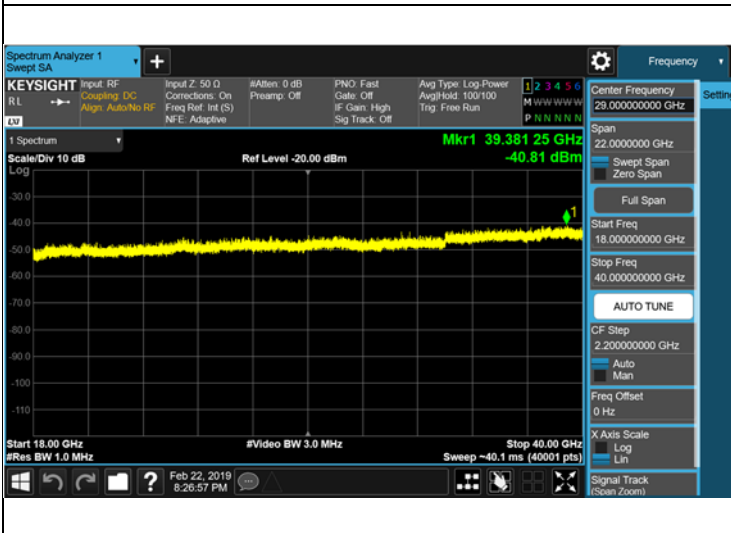 Spectrum Analyzer 1
Swept SA
Frequency
KEYSIGHT
RL
LXI
Input: RF
Coupling: DC
Align: Auto/No RF
Input Z: 50 Ω
Corrections: On
Freq Ref: Int (S)
NFE: Adaptive
#Atten: 0 dB
Preamp: Off
PNO: Fast
Gate: Off
IF Gain: High
Sig Track: Off
Avg Type: Log-Power
Avg|Hold: 100/100
Trig: Free Run
1 2 3 4 5 6
M W W W W W
P N N N N N
Center Frequency
29.000000000 GHz
Settings
Span
22.0000000 GHz
Swept Span
Zero Span
Full Span
Start Freq
18.000000000 GHz
Stop Freq
40.000000000 GHz
AUTO TUNE
CF Step
2.200000000 GHz
Auto
Man
Freq Offset
0 Hz
X Axis Scale
Log
Lin
Signal Track
(Span Zoom)
1 Spectrum
Mkr1 39.381 25 GHz
Scale/Div 10 dB
Ref Level -20.00 dBm
-40.81 dBm
Log
-30.0
1
-40.0
-50.0
-60.0
-70.0
-80.0
-90.0
-100
-110
Start 18.00 GHz
#Video BW 3.0 MHz
Stop 40.00 GHz
#Res BW 1.0 MHz
Sweep ~40.1 ms (40001 pts)
?
Feb 22, 2019
8:26:57 PM